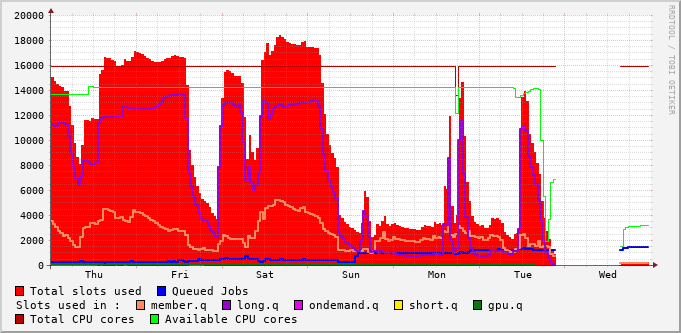 20000
18000
16000
14000
12000
10000
8000
6000
4000
2000
0
Thu Fri Sat Sun Mon Tue Wed
Total slots used Queued Jobs
Slots used in : member.q long.q ondemand.q short.q gpu.q
Total CPU cores Available CPU cores
RRDTOOL / TOBI OETIKER